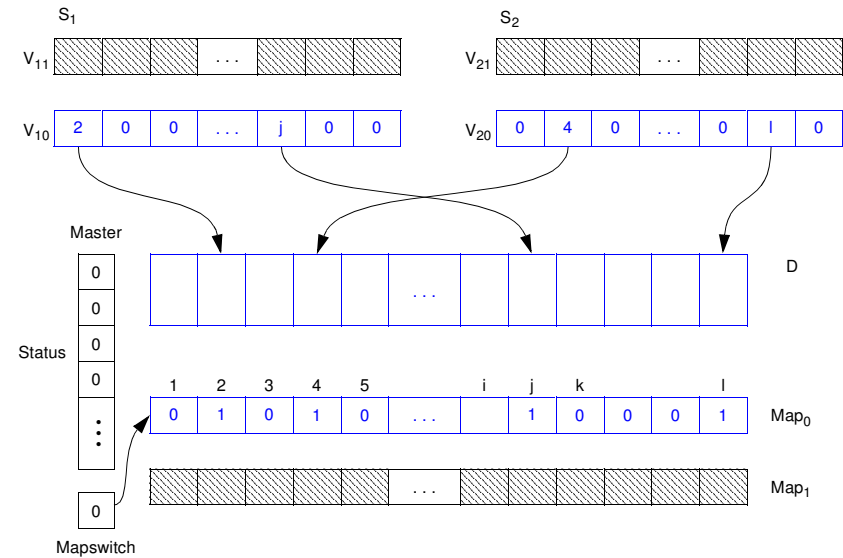 S1 S2
V11 ... V21 ...
V10 2 0 0 ... j 0 0 V20 0 4 0 ... 0 l 0
Master
0
D
0
...
Status 0
0
1 2 3 4 5 i j k l
0 1 0 1 0 ... 1 0 0 0 1 Map0
0
... Map1
Mapswitch